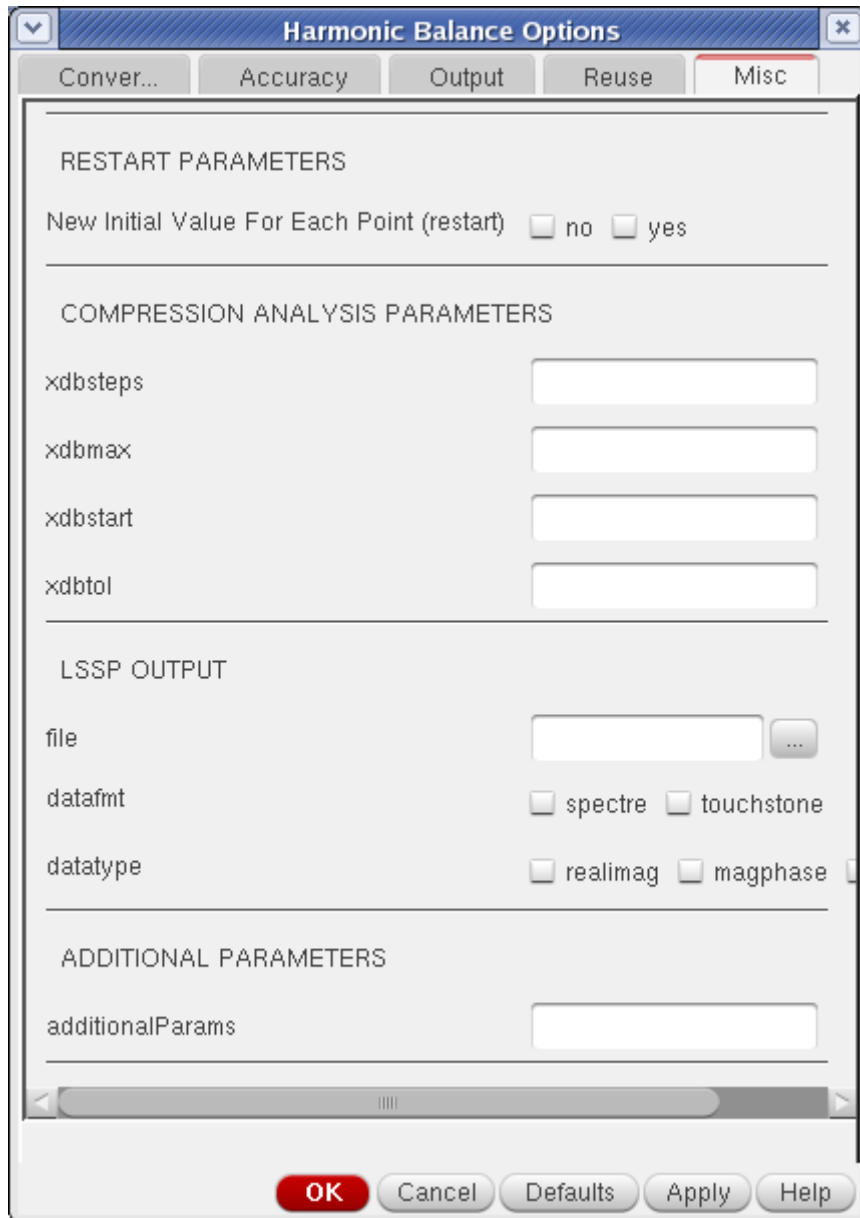 Harmonic Balance Options
Conver... Accuracy Output Reuse Misc
RESTART PARAMETERS
New Initial Value For Each Point (restart) no yes
COMPRESSION ANALYSIS PARAMETERS
xdbsteps
xdbmax
xdbstart
xdbtol
LSSP OUTPUT
file ...
datafmt spectre touchstone
datatype realimag magphase
ADDITIONAL PARAMETERS
additionalParams
OK Cancel Defaults Apply Help